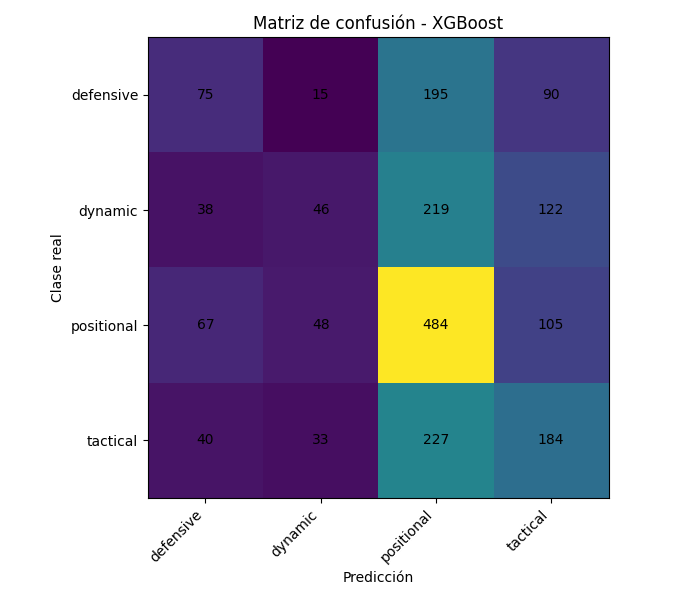 Matriz de confusión - XGBoost
Clase real
defensive 75 15 195 90
dynamic 38 46 219 122
positional 67 48 484 105
tactical 40 33 227 184
defensive dynamic positional tactical
Predicción